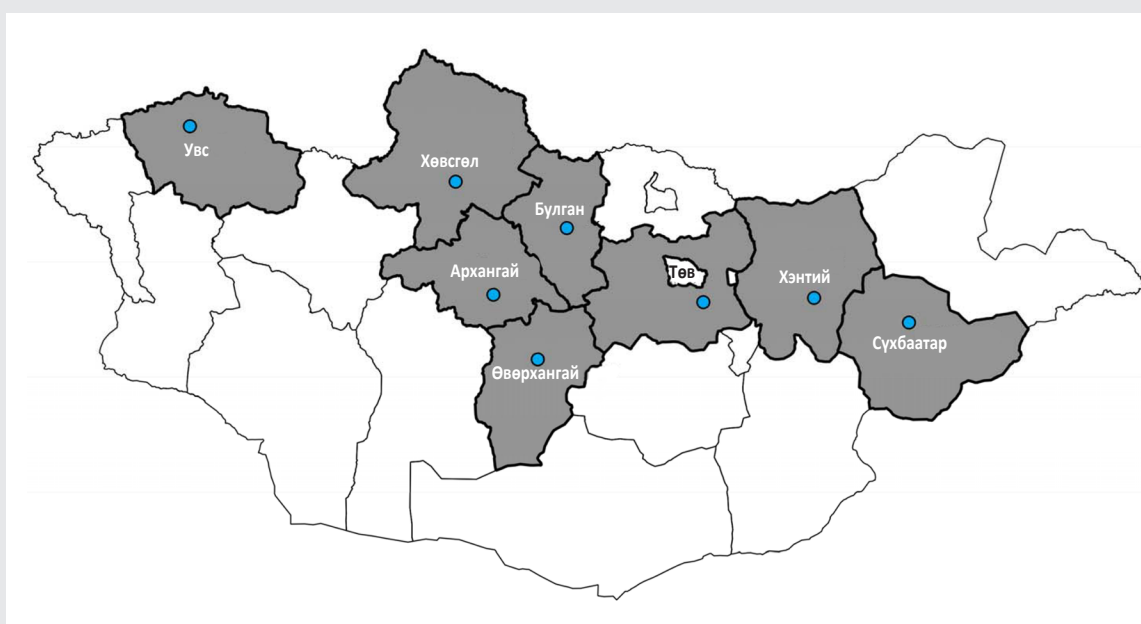 Увс
Хөвсгөл
Булган
Архангай
Төв
Хэнтий
Сүхбаатар
Өвөрхангай